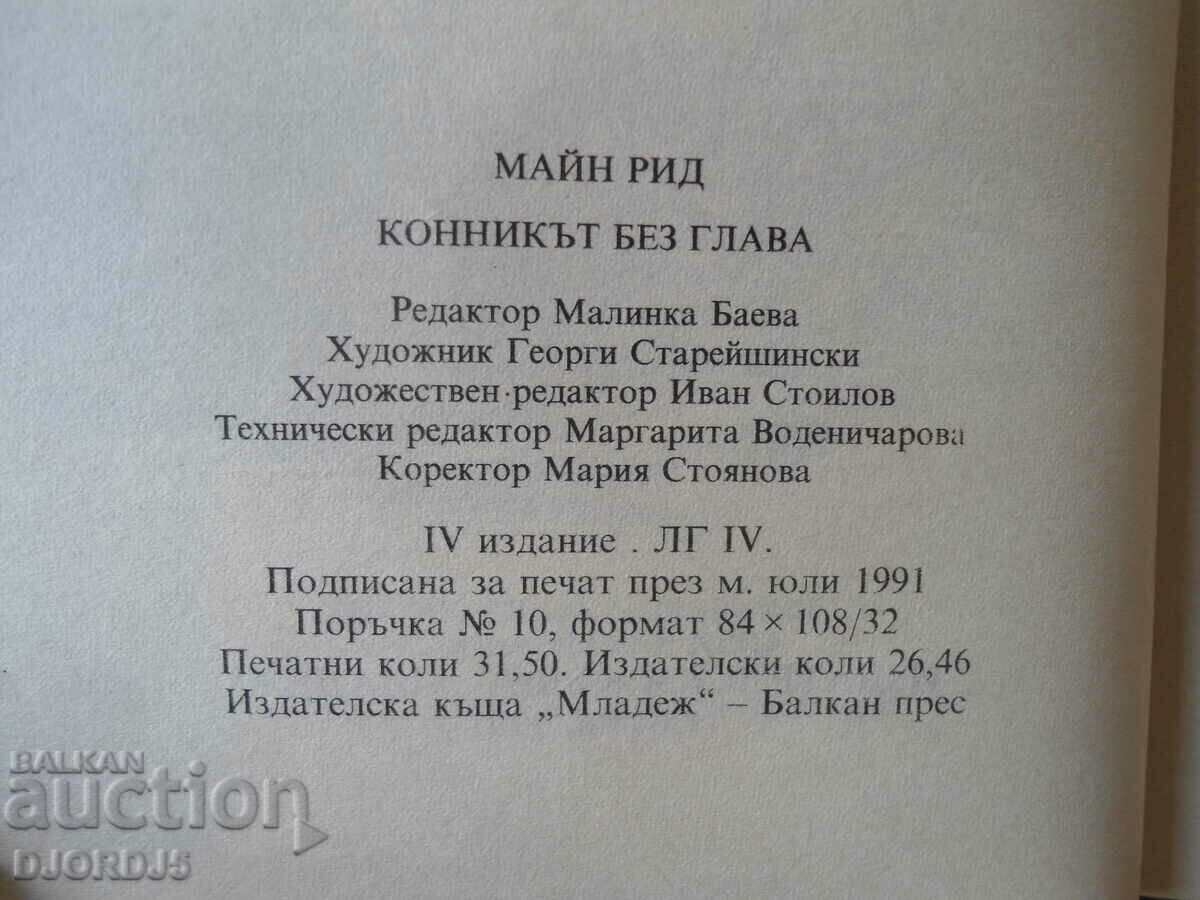 МАЙН РИД
КОННИКЪТ БЕЗ ГЛАВА
Редактор Малинка Баева
Художник Георги Старейшински
Художествен редактор Иван Стоилов
Технически редактор Маргарита Воденичарова
Коректор Мария Стоянова
IV издание . ЛГ IV.
Подписана за печат през м. юли 1991
Поръчка № 10, формат 84 × 108/32
Печатни коли 31,50. Издателски коли 26,46
Издателска къща „Младеж“ – Балкан прес
BALKAN
auction
DJORDJ5